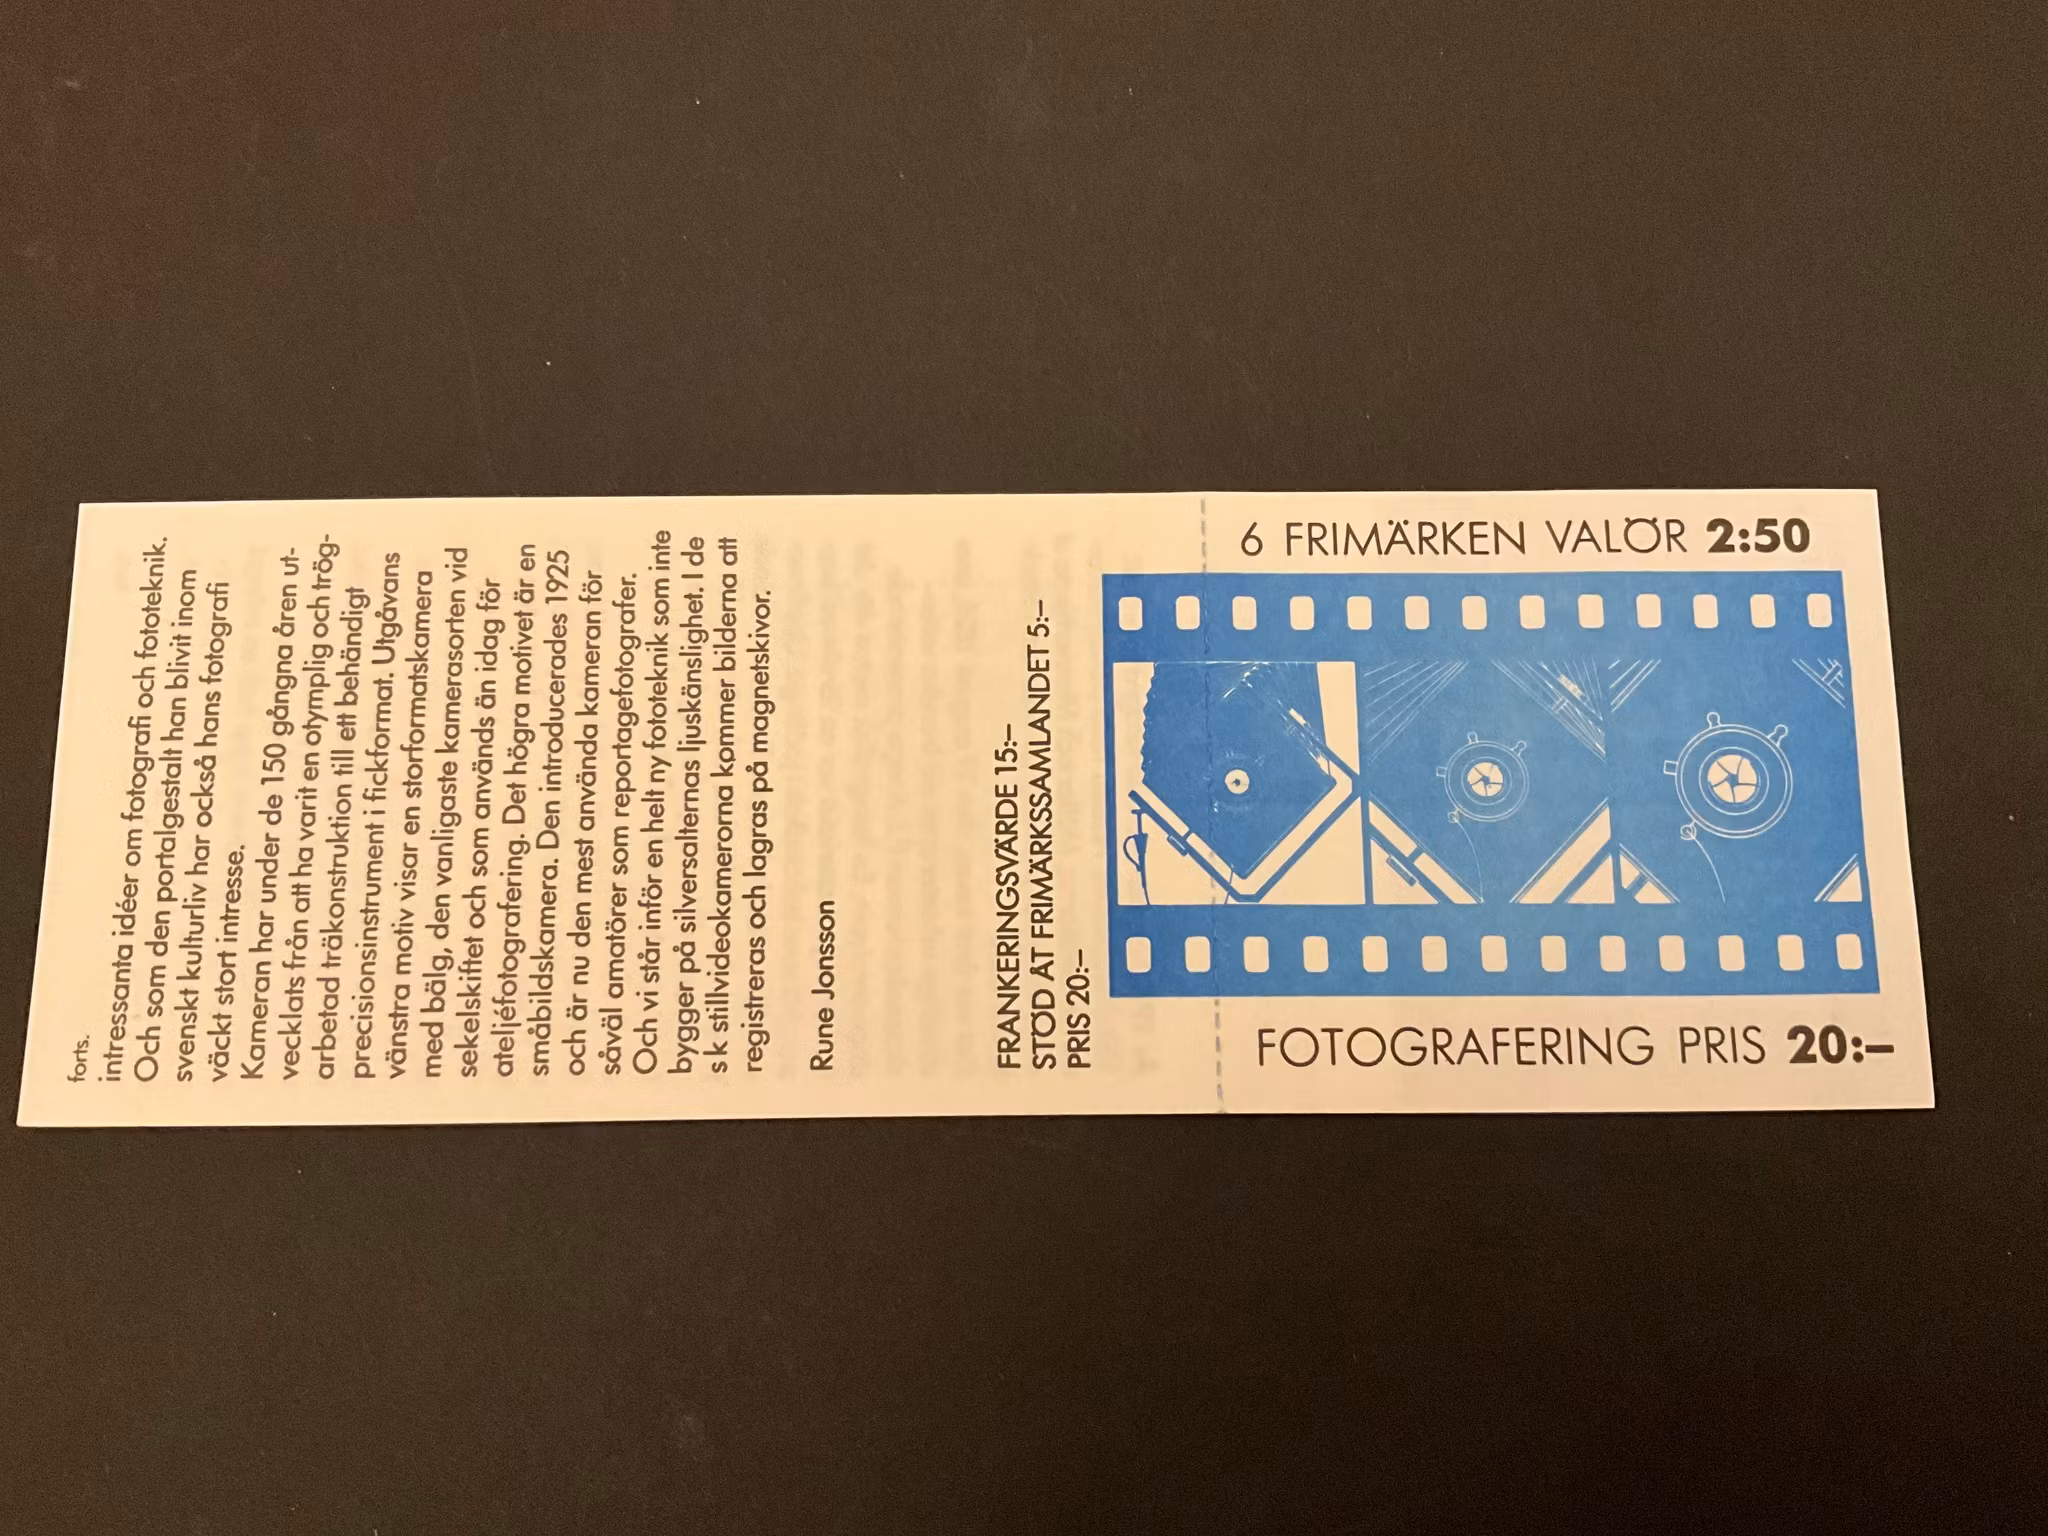 forts.
intressanta idéer om fotografi och fototeknik.
Och som den portalgestalt han blivit inom
svenskt kulturliv har också hans fotografi
väckt stort intresse.
Kameran har under de 150 gångna åren ut-
vecklats från att ha varit en otymplig och trög-
arbetad träkonstruktion till ett behändigt
precisionsinstrument i fickformat. Utgåvans
vänstra motiv visar en storformatskamera
med bälg, den vanligaste kamerasorten vid
sekelskiftet och som används än idag för
ateljéfotografering. Det högra motivet är en
småbildskamera. Den introducerades 1925
och är nu den mest använda kameran för
såväl amatörer som reportagefotografer.
Och vi står inför en helt ny fototeknik som inte
bygger på silversalternas ljuskänslighet. I de
s k stillvideokamerorna kommer bilderna att
registreras och lagras på magnetskivor.
Rune Jonsson
FRANKERINGSVÄRDE 15:–
STÖD ÅT FRIMÄRKSSAMLANDET 5:–
PRIS 20:–
6 FRIMÄRKEN VALÖR 2:50
FOTOGRAFERING PRIS 20:–